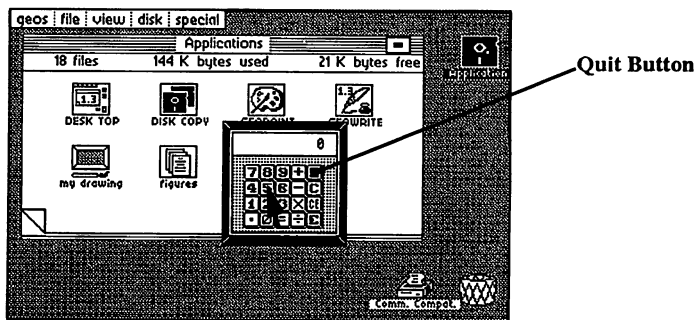 geos file view disk special
Applications
18 files 144 K bytes used 21 K bytes free
Application
Quit Button
DESK TOP DISK COPY GEOPAINT GEOWRITE
0
my drawing figures
7 8 9 +
4 5 6 - C
1 2 3 X CE
. 0 = ÷ E
Comm. Compat.